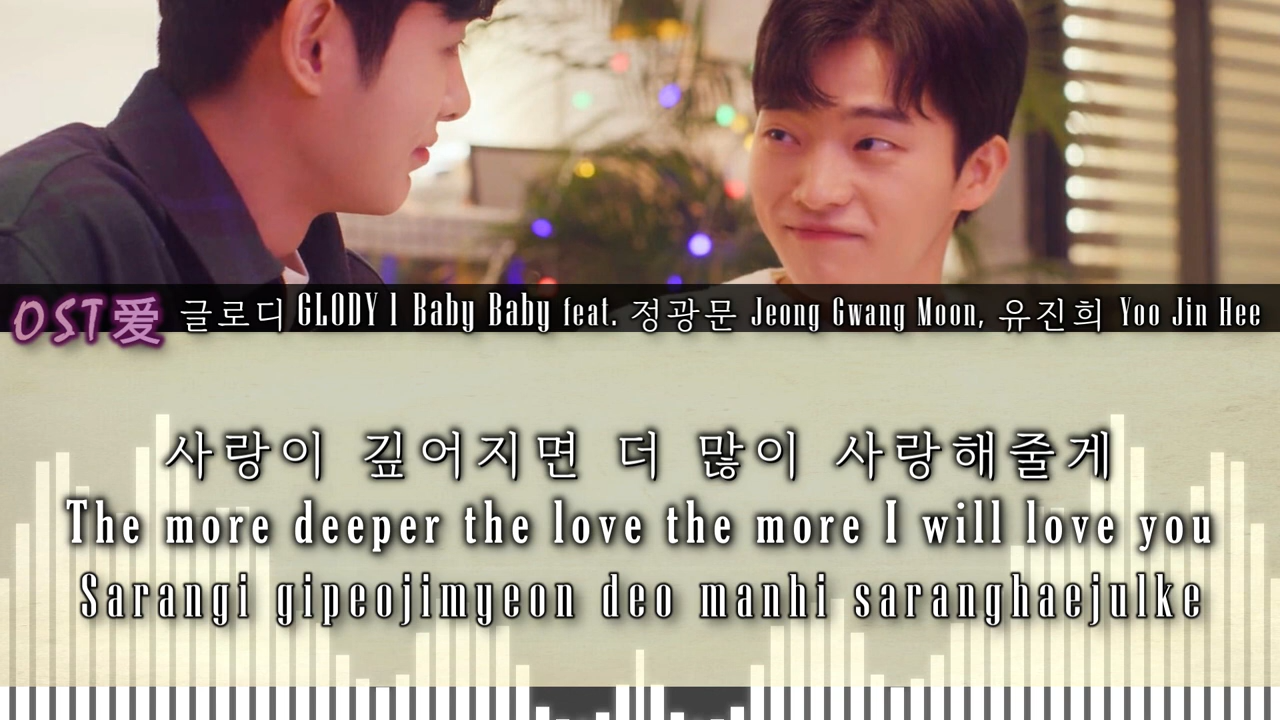 OST爱 글로디 GLODY l Baby Baby feat. 정광문 Jeong Gwang Moon, 유진희 Yoo Jin Hee
사랑이 깊어지면 더 많이 사랑해줄게
The more deeper the love the more I will love you
Sarangi gipeojimyeon deo manhi saranghaejulke